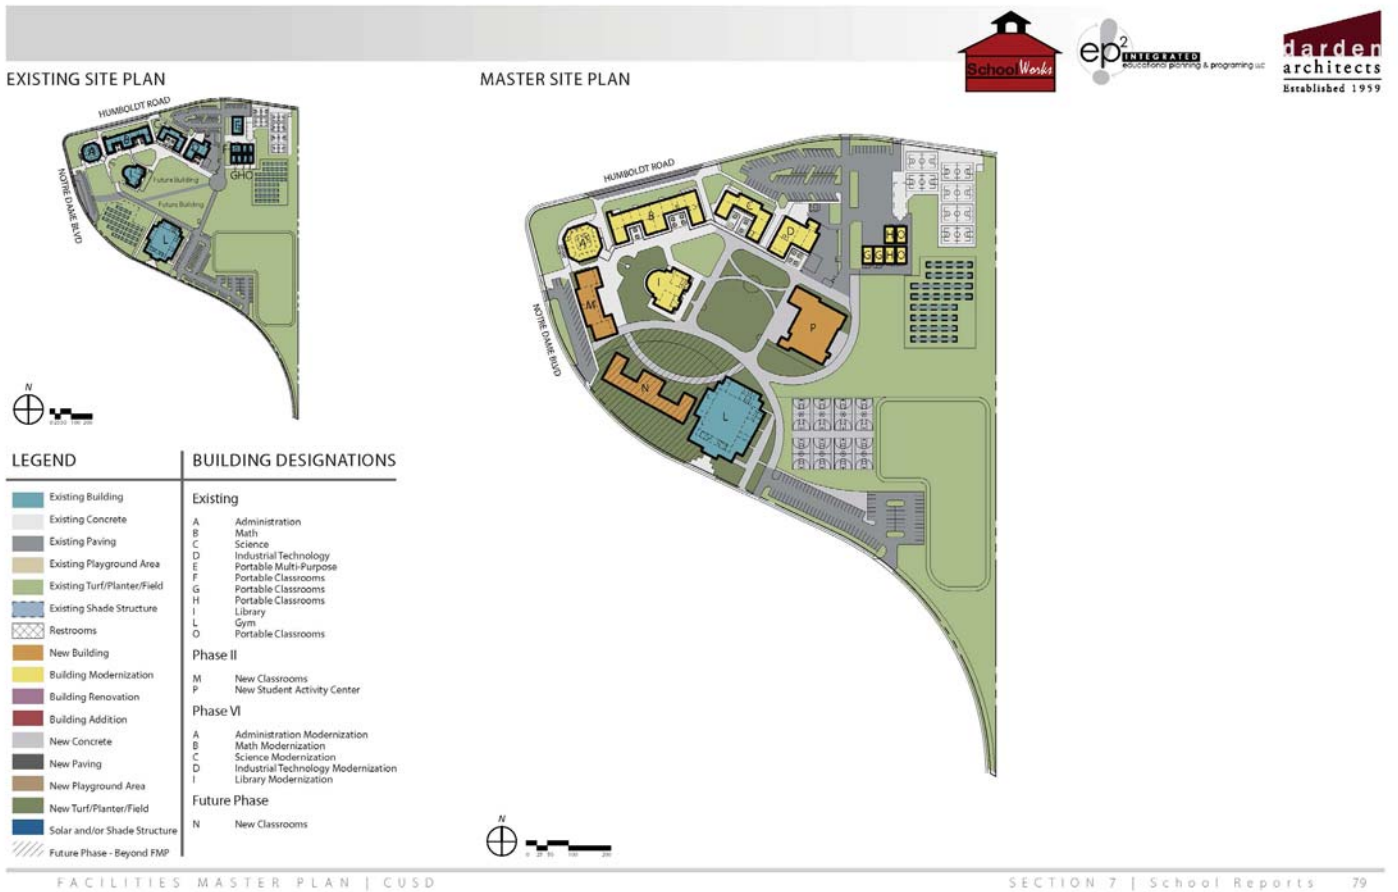 SchoolWorks
ep2
INTEGRATED
educational planning & programing LLC
darden
architects
Established 1959
EXISTING SITE PLAN
MASTER SITE PLAN
HUMBOLDT ROAD
NOTRE DAME BLVD
A
B
Future Building
Future Building
GHO
L
N
HUMBOLDT ROAD
NOTRE DAME BLVD
A
B
C
D
H O
G G H O
I
M
P
N
L
LEGEND
Existing Building
Existing Concrete
Existing Paving
Existing Playground Area
Existing Turf/Planter/Field
Existing Shade Structure
Restrooms
New Building
Building Modernization
Building Renovation
Building Addition
New Concrete
New Paving
New Playground Area
New Turf/Planter/Field
Solar and/or Shade Structure
Future Phase - Beyond FMP
BUILDING DESIGNATIONS
Existing
A Administration
B Math
C Science
D Industrial Technology
E Portable Multi-Purpose
F Portable Classrooms
G Portable Classrooms
H Portable Classrooms
I Library
L Gym
O Portable Classrooms
Phase II
M New Classrooms
P New Student Activity Center
Phase VI
A Administration Modernization
B Math Modernization
C Science Modernization
D Industrial Technology Modernization
I Library Modernization
Future Phase
N New Classrooms
N
0 25 50 100 200
FACILITIES MASTER PLAN | CUSD
SECTION 7 | School Reports 79